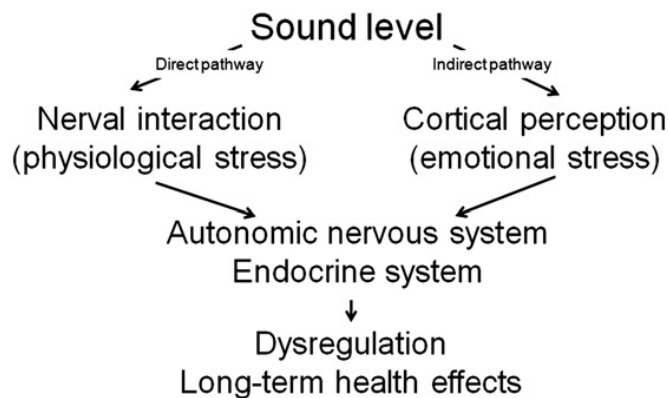 Sound level
Direct pathway
Indirect pathway
Nerval interaction
(physiological stress)
Cortical perception
(emotional stress)
Autonomic nervous system
Endocrine system
Dysregulation
Long-term health effects